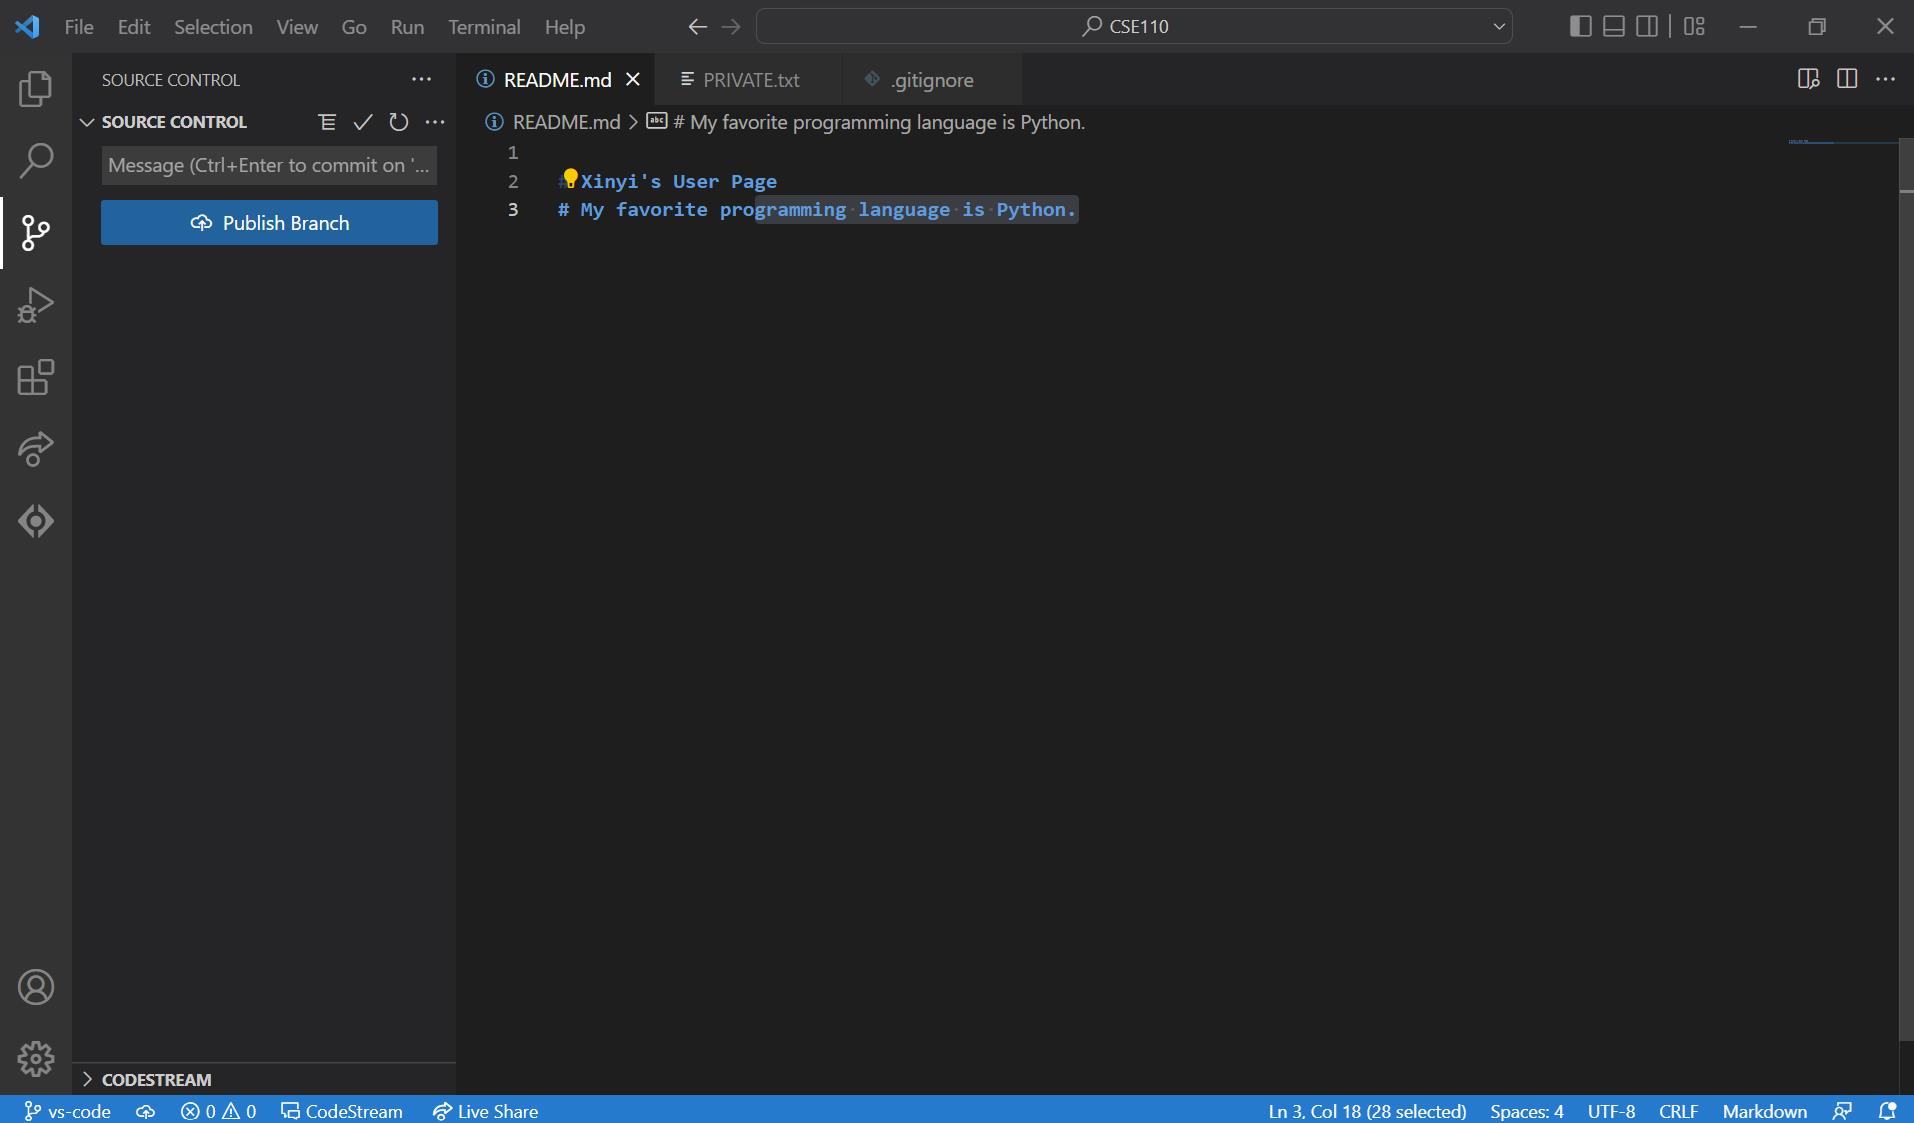 File Edit Selection View Go Run Terminal Help CSE110
SOURCE CONTROL
README.md PRIVATE.txt .gitignore
SOURCE CONTROL
README.md > # My favorite programming language is Python.
Message (Ctrl+Enter to commit on '...
Publish Branch
1
2 # Xinyi's User Page
3 # My favorite programming language is Python.
CODESTREAM
vs-code 0 0 CodeStream Live Share Ln 3, Col 18 (28 selected) Spaces: 4 UTF-8 CRLF Markdown